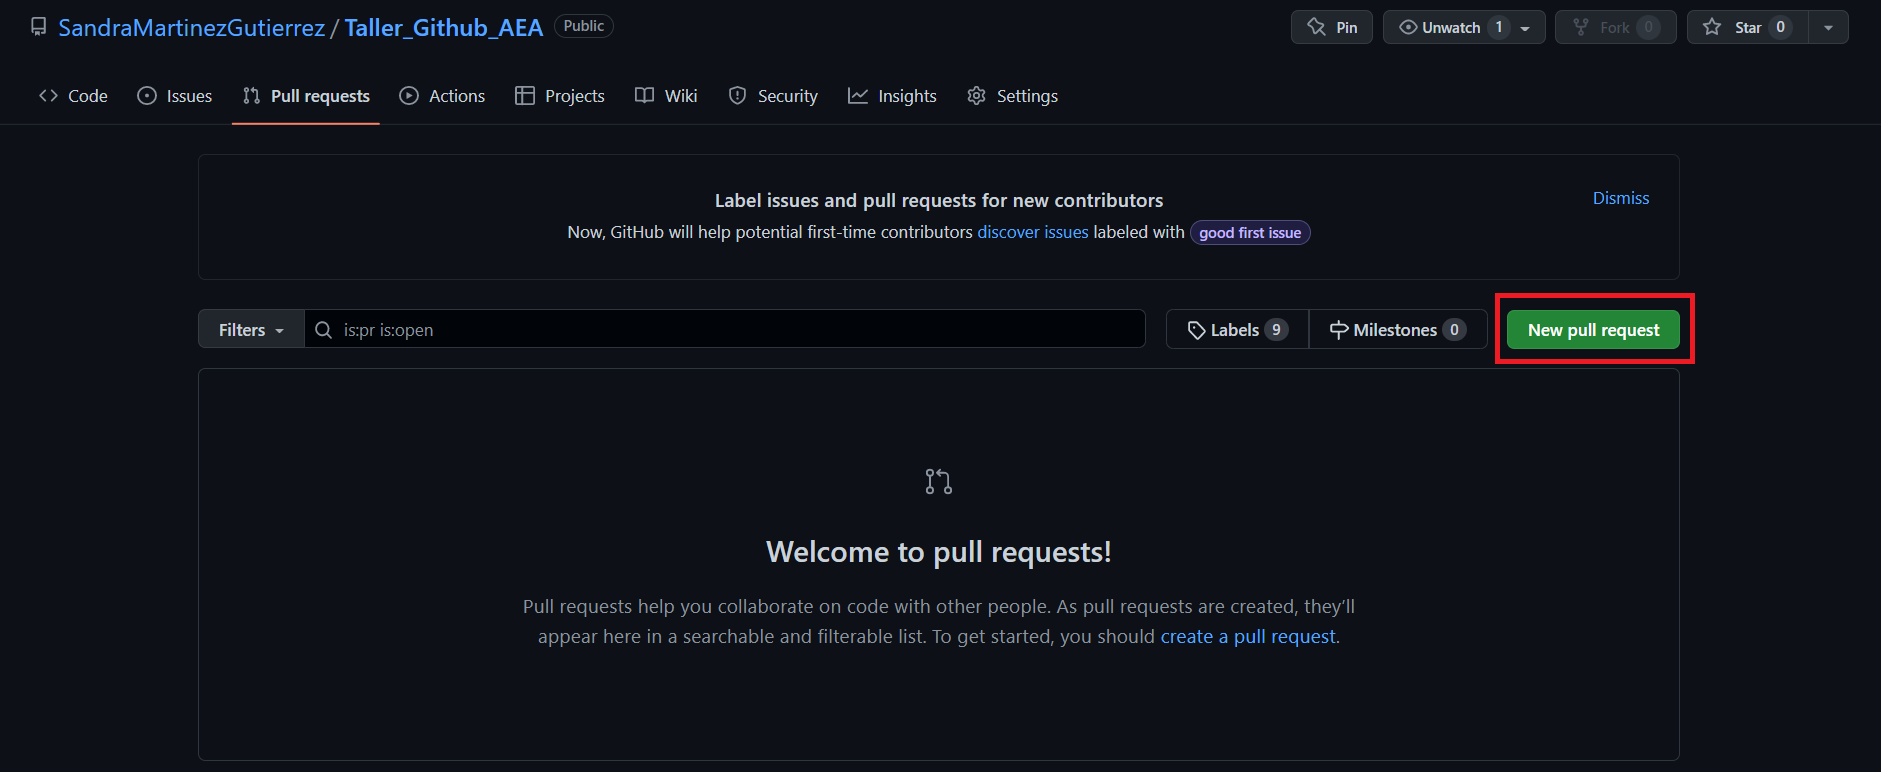 SandraMartinezGutierrez / Taller_Github_AEA Public Pin Unwatch 1 Fork 0 Star 0
Code Issues Pull requests Actions Projects Wiki Security Insights Settings
Label issues and pull requests for new contributors
Dismiss
Now, GitHub will help potential first-time contributors discover issues labeled with good first issue
Filters is:pr is:open Labels 9 Milestones 0 New pull request
Welcome to pull requests!
Pull requests help you collaborate on code with other people. As pull requests are created, they’ll
appear here in a searchable and filterable list. To get started, you should create a pull request.